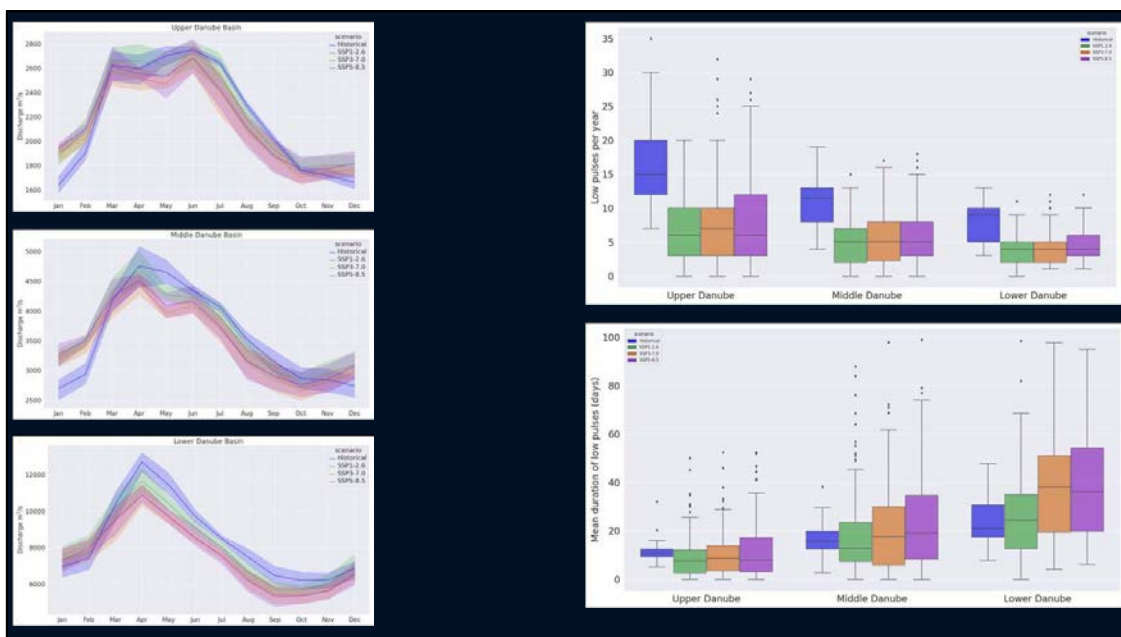 Upper Danube Basin
scenario
Historical
SSP1-2.6
SSP3-7.0
SSP5-8.5
Discharge m³/s
2800
2600
2400
2200
2000
1800
1600
Jan Feb Mar Apr May Jun Jul Aug Sep Oct Nov Dec
Middle Danube Basin
scenario
Historical
SSP1-2.6
SSP3-7.0
SSP5-8.5
Discharge m³/s
5000
4500
4000
3500
3000
2500
Jan Feb Mar Apr May Jun Jul Aug Sep Oct Nov Dec
Lower Danube Basin
scenario
Historical
SSP1-2.6
SSP3-7.0
SSP5-8.5
Discharge m³/s
12000
10000
8000
6000
Jan Feb Mar Apr May Jun Jul Aug Sep Oct Nov Dec
scenario
Historical
SSP1-2.6
SSP3-7.0
SSP5-8.5
Low pulses per year
35
30
25
20
15
10
5
0
Upper Danube Middle Danube Lower Danube
scenario
Historical
SSP1-2.6
SSP3-7.0
SSP5-8.5
Mean duration of low pulses (days)
100
80
60
40
20
0
Upper Danube Middle Danube Lower Danube